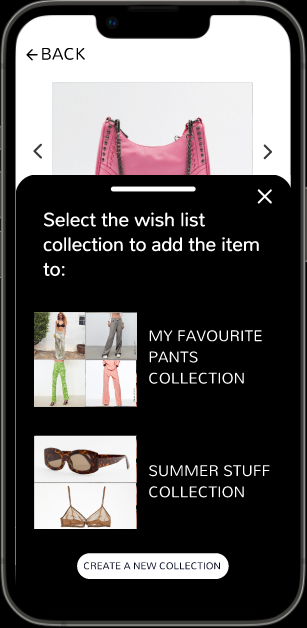 ← BACK
Select the wish list
collection to add the item
to:
MY FAVOURITE
PANTS
COLLECTION
SUMMER STUFF
COLLECTION
CREATE A NEW COLLECTION